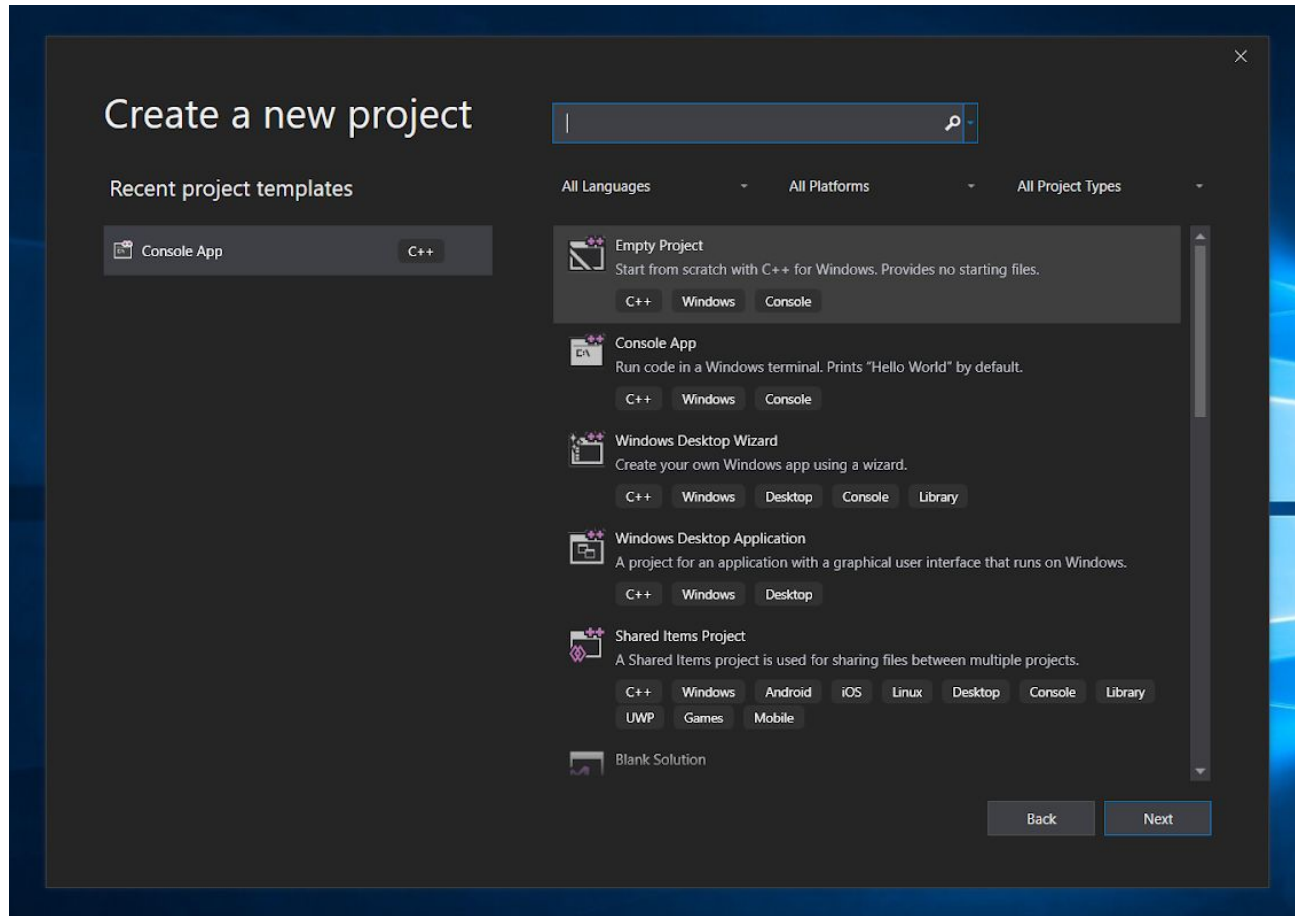 Create a new project
Recent project templates
Console App C++
All Languages All Platforms All Project Types
Empty Project
Start from scratch with C++ for Windows. Provides no starting files.
C++ Windows Console
Console App
Run code in a Windows terminal. Prints "Hello World" by default.
C++ Windows Console
Windows Desktop Wizard
Create your own Windows app using a wizard.
C++ Windows Desktop Console Library
Windows Desktop Application
A project for an application with a graphical user interface that runs on Windows.
C++ Windows Desktop
Shared Items Project
A Shared Items project is used for sharing files between multiple projects.
C++ Windows Android iOS Linux Desktop Console Library
UWP Games Mobile
Blank Solution
Back Next